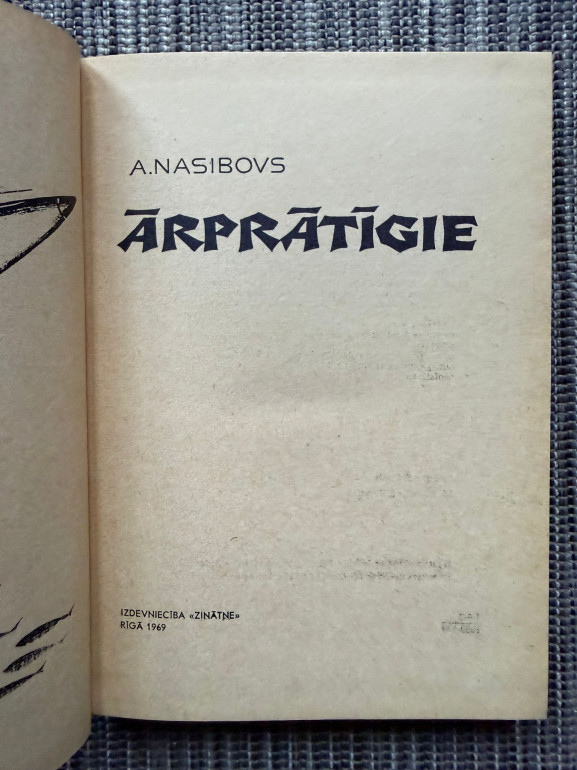 A.NASIBOVS
ĀRPRĀTĪGIE
IZDEVNIECĪBA «ZINĀTNE»
RĪGĀ 1969